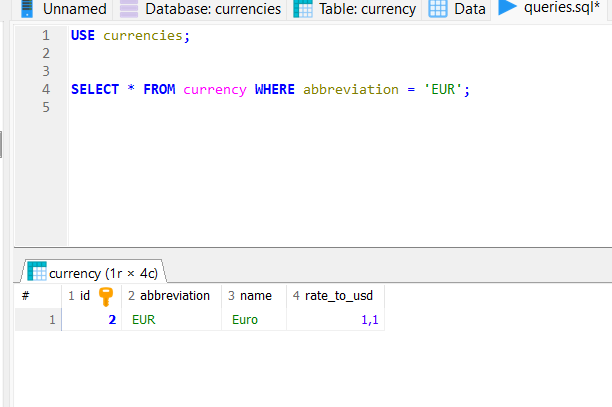 Unnamed Database: currencies Table: currency Data queries.sql*
1 USE currencies;
2
3
4 SELECT * FROM currency WHERE abbreviation = 'EUR';
5
currency (1r × 4c)
# 1 id 2 abbreviation 3 name 4 rate_to_usd
1 2 EUR Euro 1,1